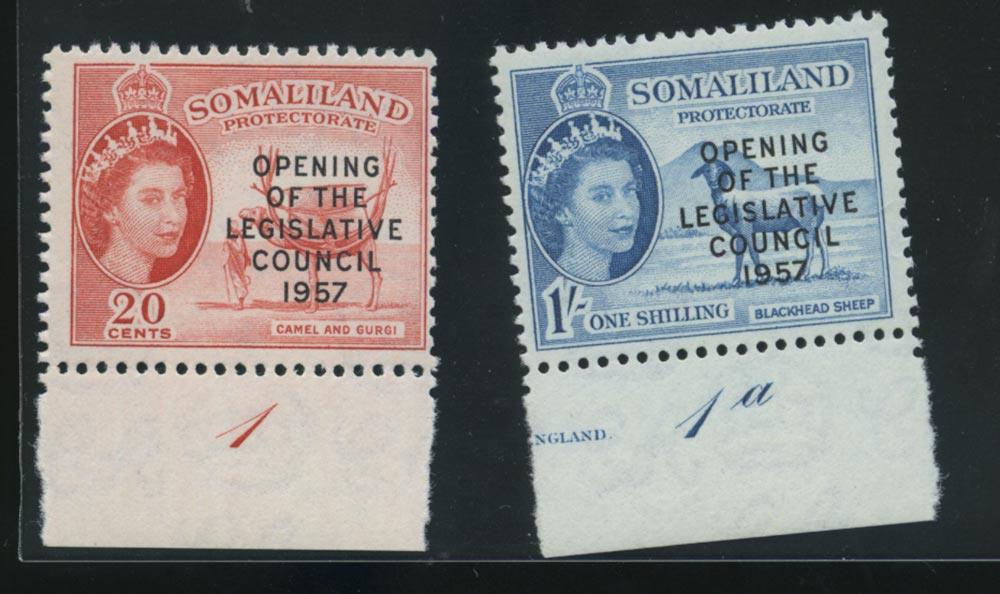 SOMALILAND
PROTECTORATE
OPENING
OF THE
LEGISLATIVE
COUNCIL
1957
20
CENTS
CAMEL AND GURGI
1
SOMALILAND
PROTECTORATE
OPENING
OF THE
LEGISLATIVE
COUNCIL
1957
1/-
ONE SHILLING
BLACKHEAD SHEEP
NGLAND.
1a